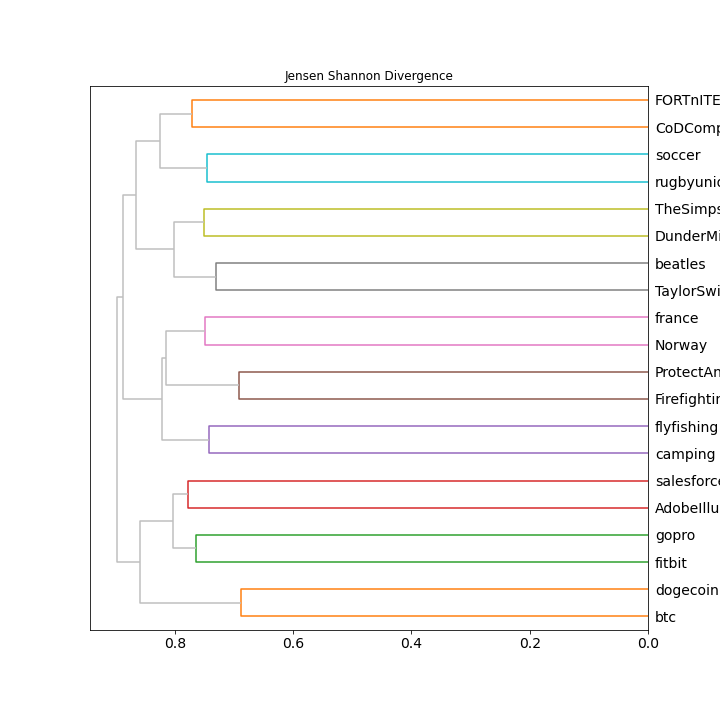 Jensen Shannon Divergence
FORTnITE
CoDComp
soccer
rugbyunio
TheSimps
DunderMi
beatles
TaylorSwi
france
Norway
ProtectAn
Firefightin
flyfishing
camping
salesforce
AdobeIllu
gopro
fitbit
dogecoin
btc
0.8 0.6 0.4 0.2 0.0